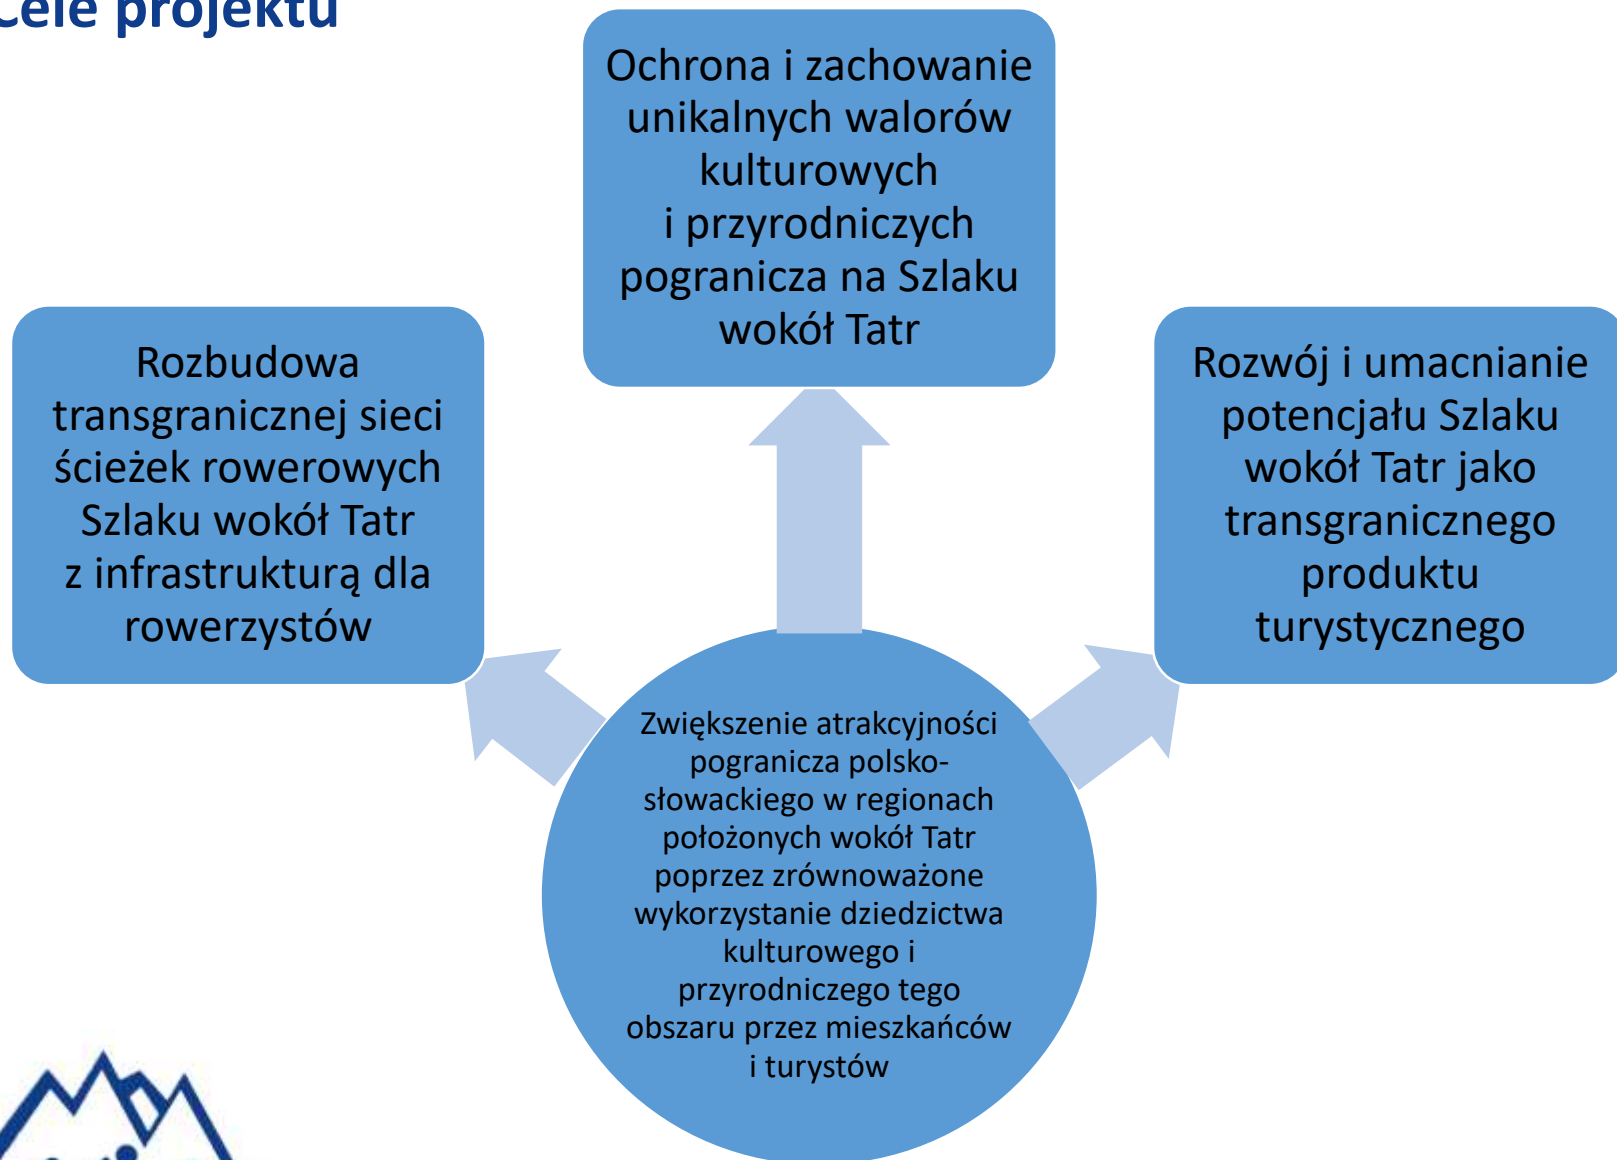 Cele projektu
Ochrona i zachowanie
unikalnych walorów
kulturowych
i przyrodniczych
pogranicza na Szlaku
wokół Tatr
Rozbudowa
transgranicznej sieci
ścieżek rowerowych
Szlaku wokół Tatr
z infrastrukturą dla
rowerzystów
Rozwój i umacnianie
potencjału Szlaku
wokół Tatr jako
transgranicznego
produktu
turystycznego
Zwiększenie atrakcyjności
pogranicza polsko-
słowackiego w regionach
położonych wokół Tatr
poprzez zrównoważone
wykorzystanie dziedzictwa
kulturowego i
przyrodniczego tego
obszaru przez mieszkańców
i turystów